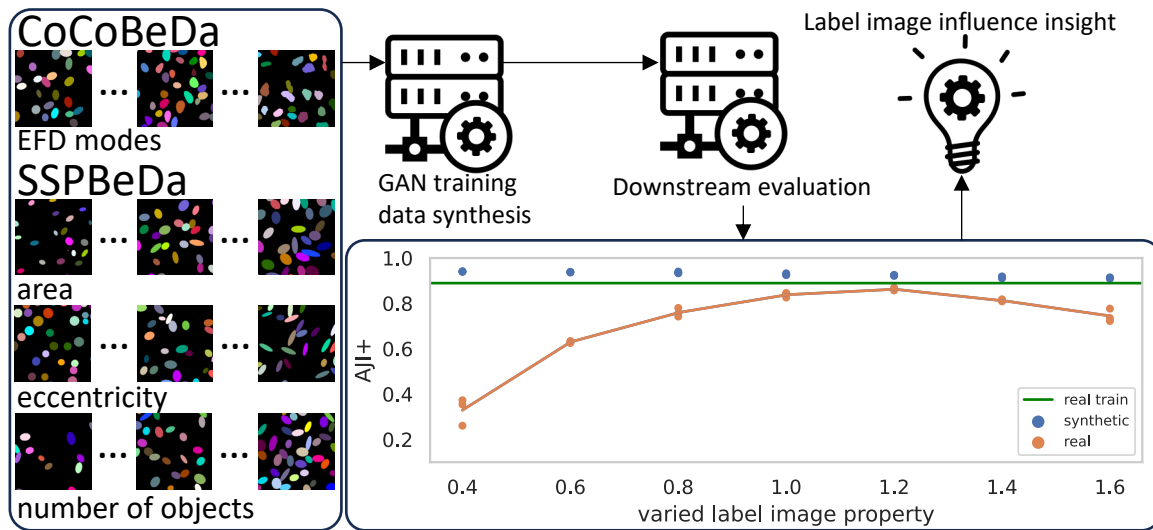 CoCoBeDa
...
...
EFD modes
SSPBeDa
...
...
area
...
...
eccentricity
...
...
number of objects
GAN training
data synthesis
Downstream evaluation
Label image influence insight
AJI+
1.0
0.8
0.6
0.4
0.2
real train
synthetic
real
0.4 0.6 0.8 1.0 1.2 1.4 1.6
varied label image property